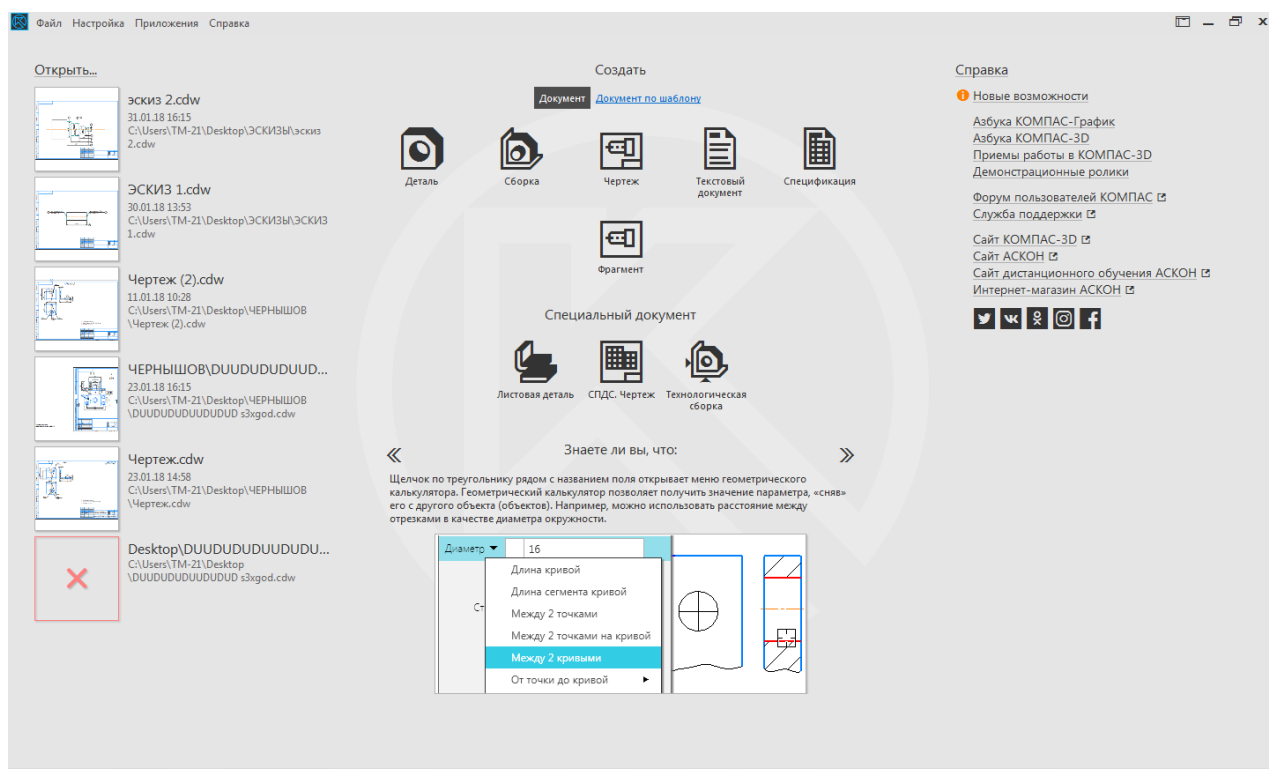 Файл Настройка Приложения Справка
Открыть...
эскиз 2.cdw
31.01.18 16:15
C:\Users\TM-21\Desktop\ЭСКИЗЫ\эскиз
2.cdw
ЭСКИЗ 1.cdw
30.01.18 13:53
C:\Users\TM-21\Desktop\ЭСКИЗЫ\ЭСКИЗ
1.cdw
Чертеж (2).cdw
11.01.18 10:28
C:\Users\TM-21\Desktop\ЧЕРНЫШОВ
\Чертеж (2).cdw
ЧЕРНЫШОВ\DUUDUDUDUUD...
23.01.18 16:15
C:\Users\TM-21\Desktop\ЧЕРНЫШОВ
\DUUDUDUDUUDUDUD s3xgod.cdw
Чертеж.cdw
23.01.18 14:58
C:\Users\TM-21\Desktop\ЧЕРНЫШОВ
\Чертеж.cdw
Desktop\DUUDUDUDUUDUDU...
C:\Users\TM-21\Desktop
\DUUDUDUDUUDUDUD s3xgod.cdw
Создать
Документ Документ по шаблону
Деталь Сборка Чертеж Текстовый документ Спецификация
Фрагмент
Специальный документ
Листовая деталь СПДС. Чертеж Технологическая
сборка
Знаете ли вы, что:
Щелчок по треугольнику рядом с названием поля открывает меню геометрического
калькулятора. Геометрический калькулятор позволяет получить значение параметра, «сняв»
его с другого объекта (объектов). Например, можно использовать расстояние между
отрезками в качестве диаметра окружности.
Диаметр 16
Длина кривой
Длина сегмента кривой
Ст
Между 2 точками
Между 2 точками на кривой
Между 2 кривыми
От точки до кривой
Справка
Новые возможности
Азбука КОМПАС-График
Азбука КОМПАС-3D
Приемы работы в КОМПАС-3D
Демонстрационные ролики
Форум пользователей КОМПАС
Служба поддержки
Сайт КОМПАС-3D
Сайт АСКОН
Сайт дистанционного обучения АСКОН
Интернет-магазин АСКОН